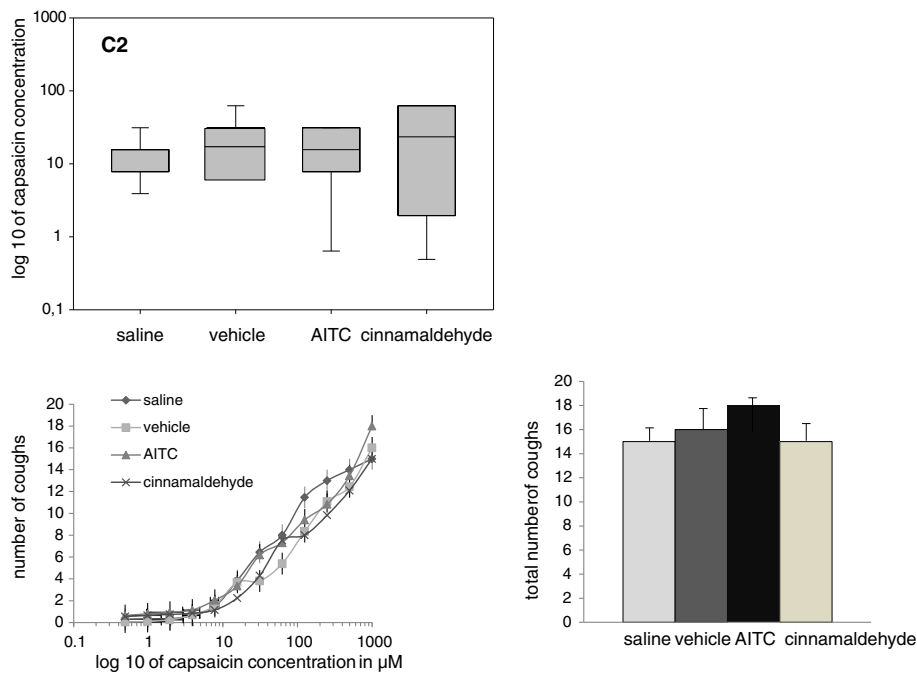 C2
log 10 of capsaicin concentration
1000
100
10
1
0,1
saline vehicle AITC cinnamaldehyde
number of coughs
20
18
16
14
12
10
8
6
4
2
0
saline
vehicle
AITC
cinnamaldehyde
0.1 1 10 100 1000
log 10 of capsaicin concentration in µM
total numberof coughs
20
18
16
14
12
10
8
6
4
2
0
saline vehicle AITC cinnamaldehyde